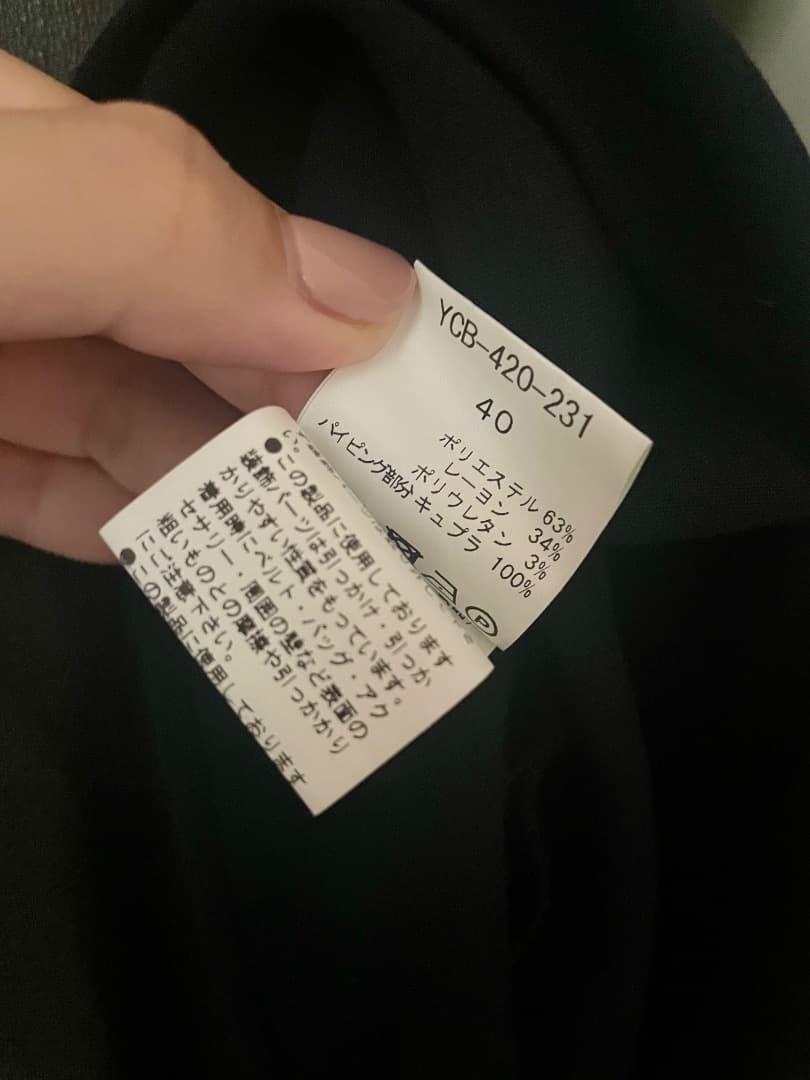 YCB-420-231
40
ポリエステル 63%
レーヨン 34%
ポリウレタン 3%
パイピング部分 キュプラ 100%
P
い。
●この製品に使用しております
装飾パーツは引っかけ・引っか
かりやすい性質をもっています。
着用時にベルト・バッグ・アク
セサリー・周囲の壁など表面の
粗いものとの摩擦や引っかかり
にご注意下さい。
●この製品に使用しております